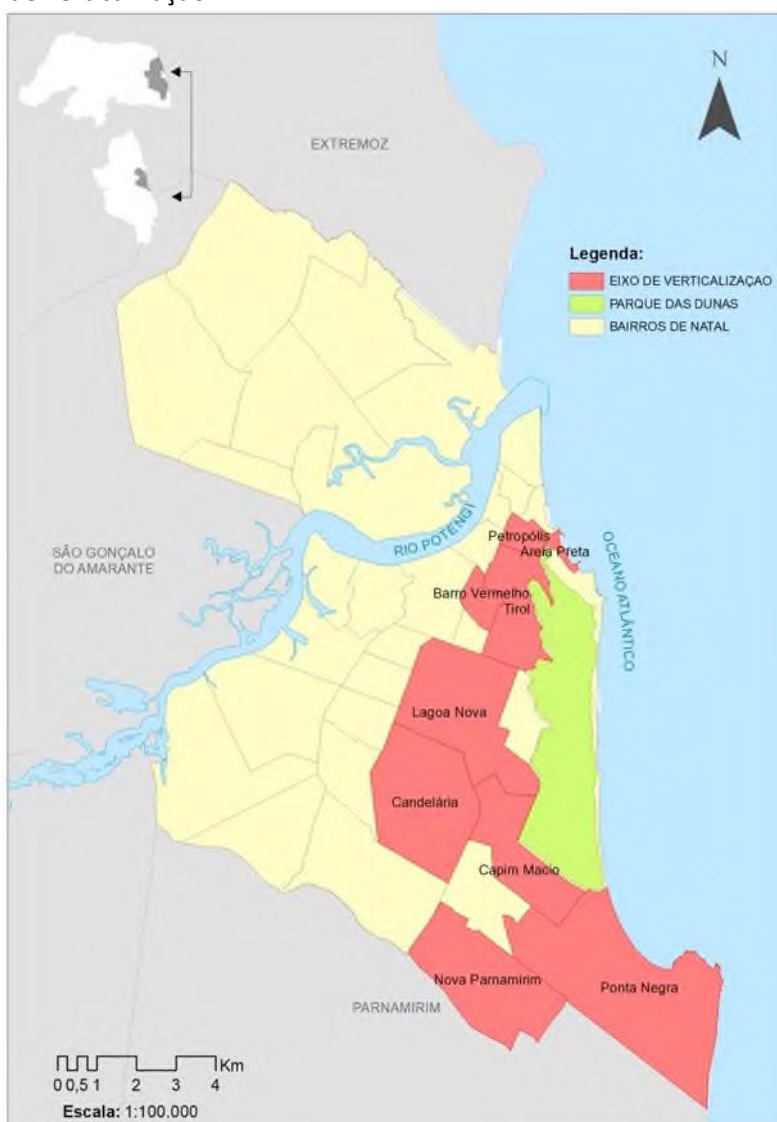 N
EXTREMOZ
Legenda:
EIXO DE VERTICALIZAÇAO
PARQUE DAS DUNAS
BAIRROS DE NATAL
RIO POTENGI
SÃO GONÇALO
DO AMARANTE
Petropólis
Areia Preta
OCEANO ATLÂNTICO
Barro Vermelho
Tirol
Lagoa Nova
Candelária
Capim Macio
Nova Parnamirim
Ponta Negra
PARNAMIRIM
Km
0 0,5 1 2 3 4
Escala: 1:100.000